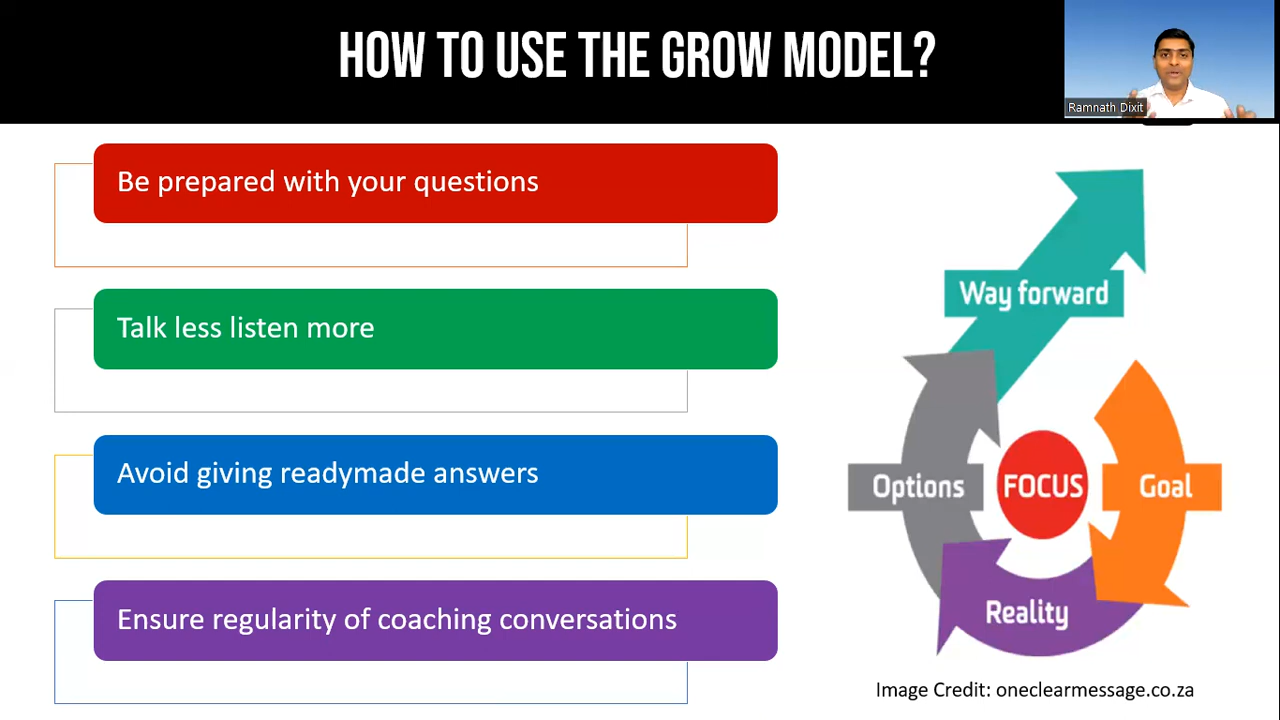 HOW TO USE THE GROW MODEL?
Ramnath Dixit
Be prepared with your questions
Talk less listen more
Avoid giving readymade answers
Ensure regularity of coaching conversations
Way forward
Options
FOCUS
Goal
Reality
Image Credit: oneclearmessage.co.za